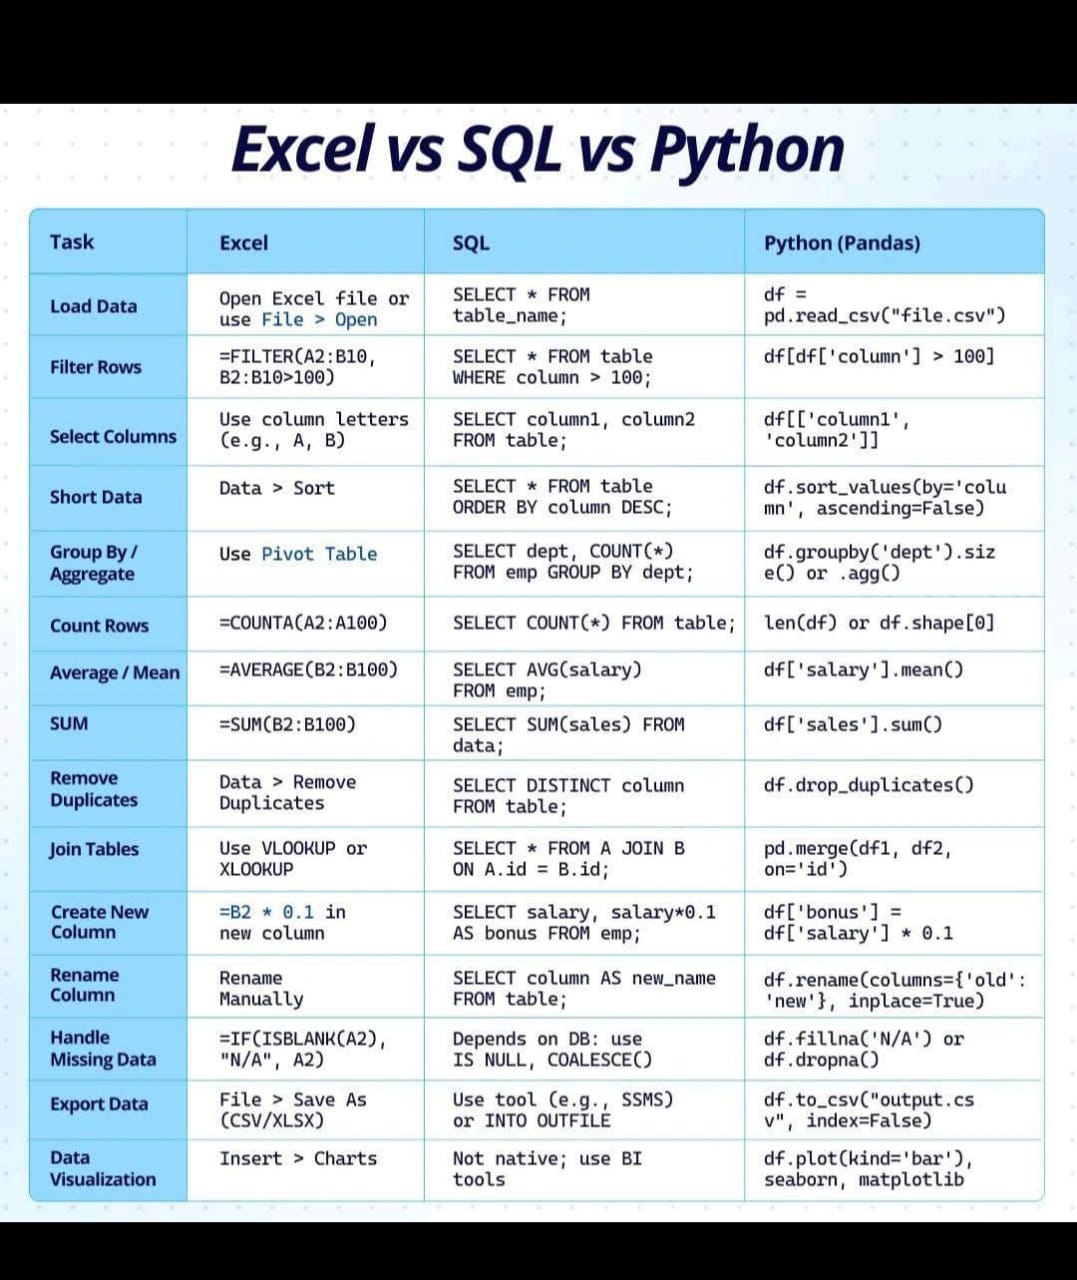 Excel vs SQL vs Python
Task
Excel
SQL
Python (Pandas)
Load Data
Open Excel file or
use File > Open
SELECT * FROM
table_name;
df =
pd.read_csv("file.csv")
Filter Rows
=FILTER(A2:B10,
B2:B10>100)
SELECT * FROM table
WHERE column > 100;
df[df['column'] > 100]
Select Columns
Use column letters
(e.g., A, B)
SELECT column1, column2
FROM table;
df[['column1',
'column2']]
Short Data
Data > Sort
SELECT * FROM table
ORDER BY column DESC;
df.sort_values(by='colu
mn', ascending=False)
Group By /
Aggregate
Use Pivot Table
SELECT dept, COUNT(*)
FROM emp GROUP BY dept;
df.groupby('dept').siz
e() or .agg()
Count Rows
=COUNTA(A2:A100)
SELECT COUNT(*) FROM table;
len(df) or df.shape[0]
Average / Mean
=AVERAGE(B2:B100)
SELECT AVG(salary)
FROM emp;
df['salary'].mean()
SUM
=SUM(B2:B100)
SELECT SUM(sales) FROM
data;
df['sales'].sum()
Remove
Duplicates
Data > Remove
Duplicates
SELECT DISTINCT column
FROM table;
df.drop_duplicates()
Join Tables
Use VLOOKUP or
XLOOKUP
SELECT * FROM A JOIN B
ON A.id = B.id;
pd.merge(df1, df2,
on='id')
Create New
Column
=B2 * 0.1 in
new column
SELECT salary, salary*0.1
AS bonus FROM emp;
df['bonus'] =
df['salary'] * 0.1
Rename
Column
Rename
Manually
SELECT column AS new_name
FROM table;
df.rename(columns={'old':
'new'}, inplace=True)
Handle
Missing Data
=IF(ISBLANK(A2),
"N/A", A2)
Depends on DB: use
IS NULL, COALESCE()
df.fillna('N/A') or
df.dropna()
Export Data
File > Save As
(CSV/XLSX)
Use tool (e.g., SSMS)
or INTO OUTFILE
df.to_csv("output.cs
v", index=False)
Data
Visualization
Insert > Charts
Not native; use BI
tools
df.plot(kind='bar'),
seaborn, matplotlib